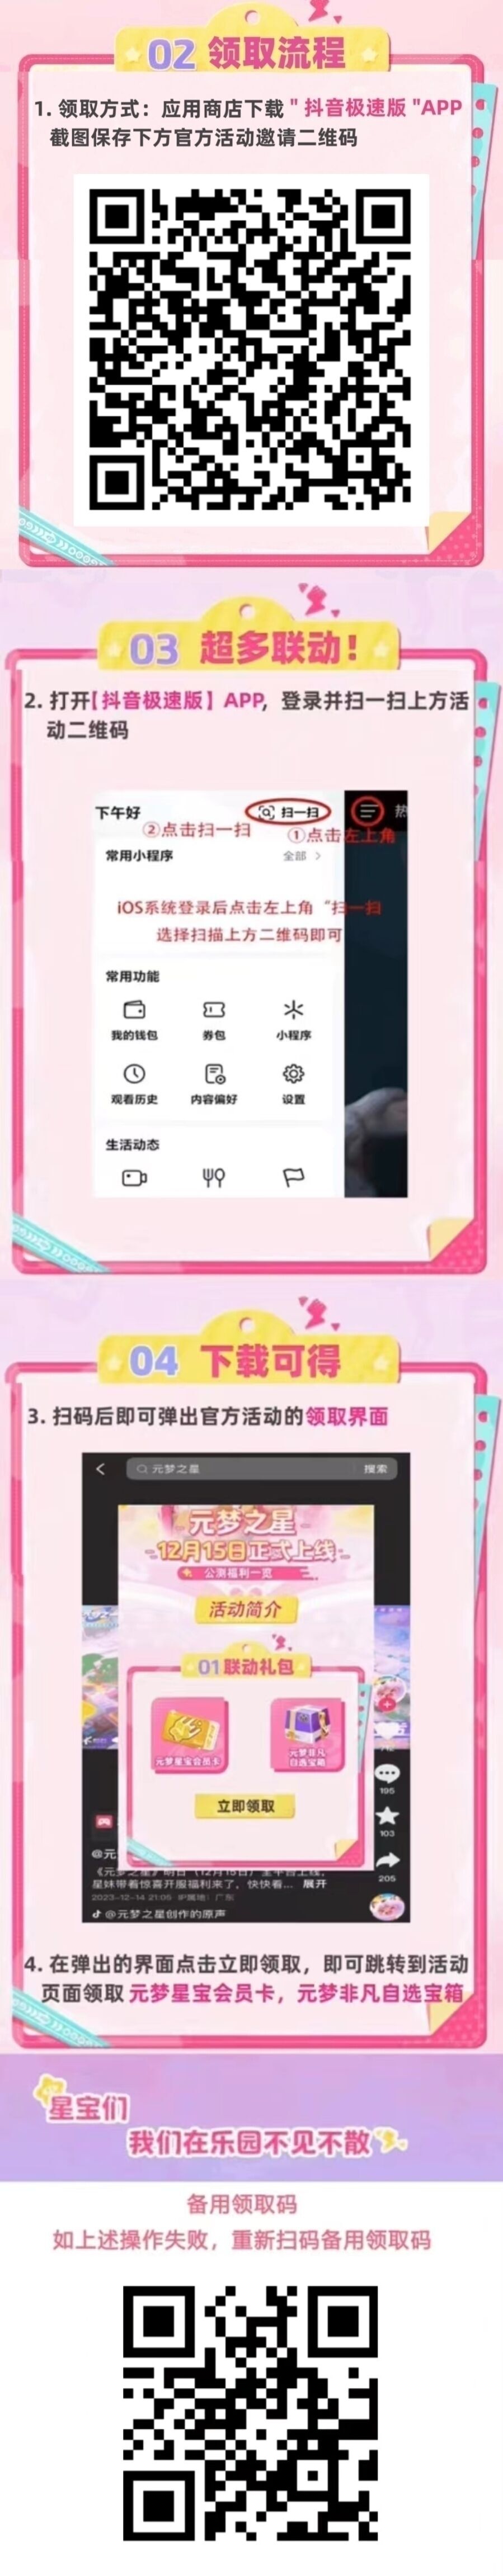 02 领取流程
1. 领取方式：应用商店下载"抖音极速版"APP
截图保存下方官方活动邀请二维码
03 超多联动！
2. 打开【抖音极速版】APP，登录并扫一扫上方活
动二维码
下午好
扫一扫
热
②点击扫一扫
①点击左上角
常用小程序
全部 >
iOS系统登录后点击左上角“扫一扫
选择扫描上方二维码即可
常用功能
我的钱包 券包 小程序
观看历史 内容偏好 设置
生活动态
04 下载可得
3. 扫码后即可弹出官方活动的领取界面
元梦之星 搜索
元梦之星
12月15日正式上线
公测福利一览
活动简介
01 联动礼包
元梦星宝会员卡
元梦非凡
自选宝箱
立即领取
195
103
205
@元
星妹带着惊喜开服福利来了，快快看... 展开
2023-12-14 21:05 IP属地：广东
@元梦之星创作的原声
4. 在弹出的界面点击立即领取，即可跳转到活动
页面领取 元梦星宝会员卡，元梦非凡自选宝箱
星宝们
我们在乐园不见不散
备用领取码
如上述操作失败，重新扫码备用领取码